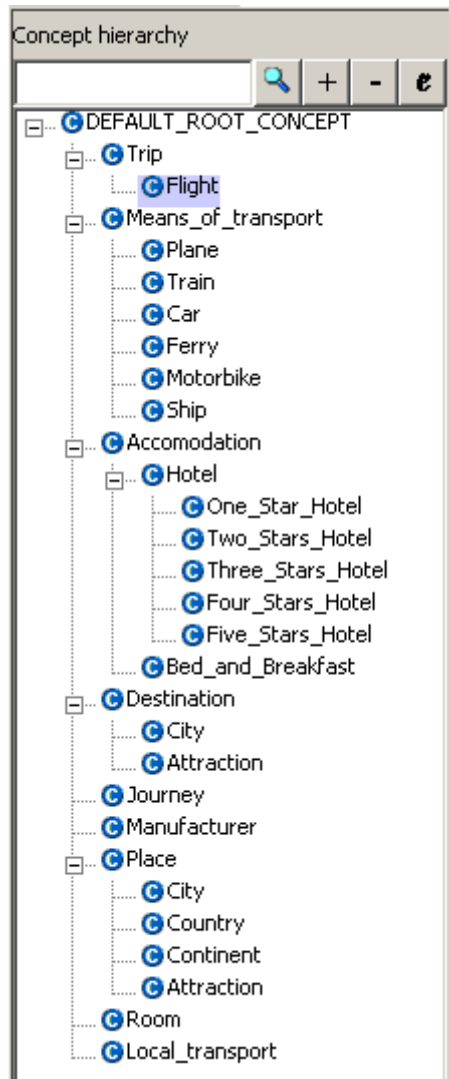 Concept hierarchy
+ - e
DEFAULT_ROOT_CONCEPT
Trip
Flight
Means_of_transport
Plane
Train
Car
Ferry
Motorbike
Ship
Accomodation
Hotel
One_Star_Hotel
Two_Stars_Hotel
Three_Stars_Hotel
Four_Stars_Hotel
Five_Stars_Hotel
Bed_and_Breakfast
Destination
City
Attraction
Journey
Manufacturer
Place
City
Country
Continent
Attraction
Room
Local_transport